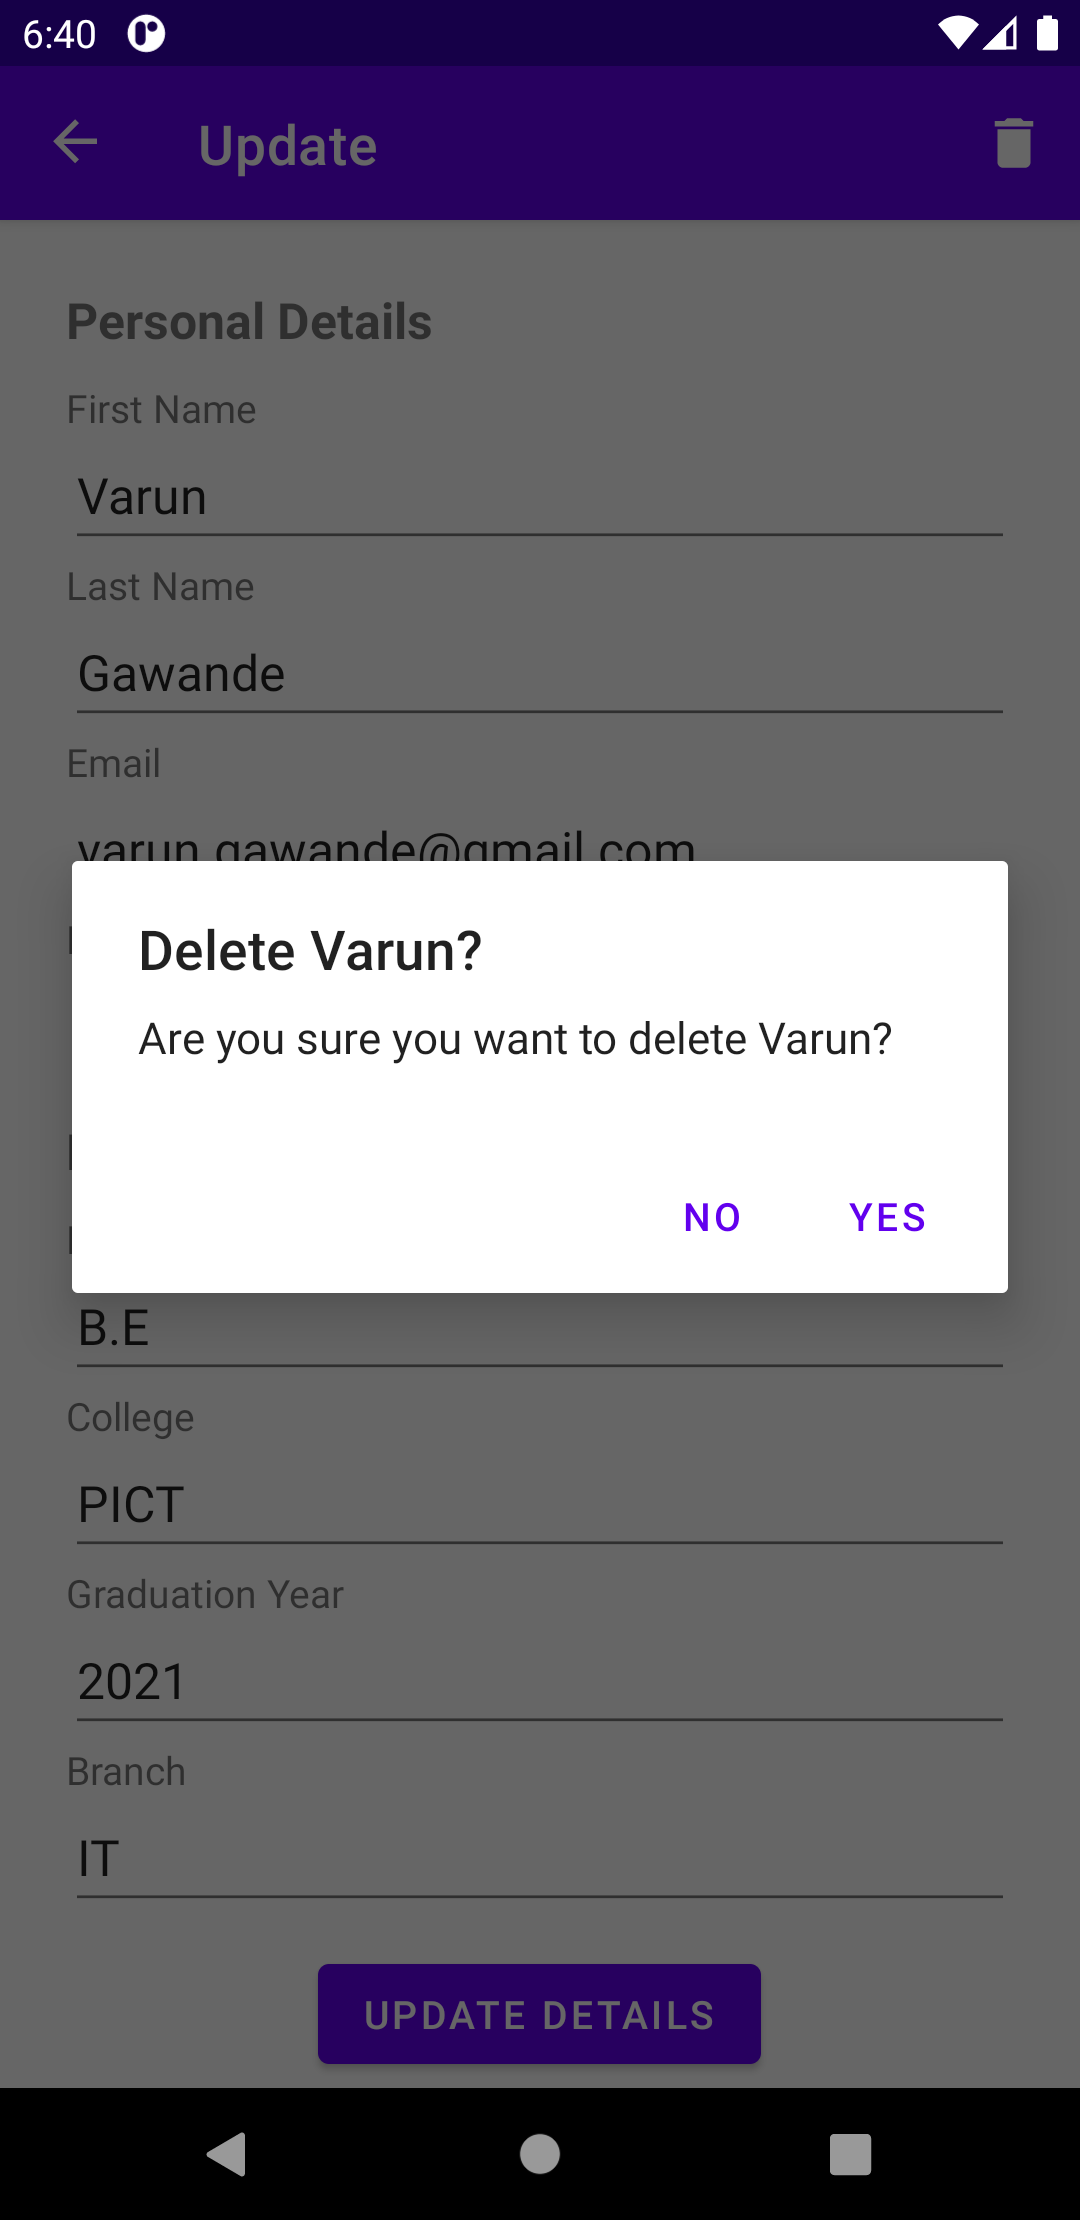 6:40
Update
Personal Details
First Name
Varun
Last Name
Gawande
Email
varun.gawande@gmail.com
Delete Varun?
Are you sure you want to delete Varun?
NO YES
B.E
College
PICT
Graduation Year
2021
Branch
IT
UPDATE DETAILS